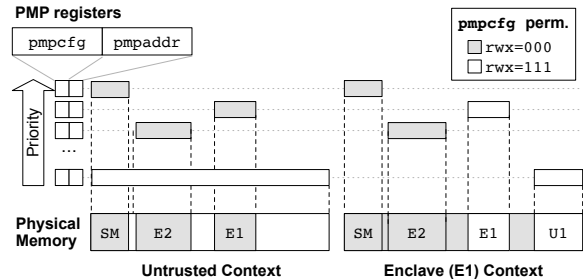 PMP registers
pmpcfg pmpaddr
pmpcfg perm.
rwx=000
rwx=111
Priority
...
Physical
Memory
SM E2 E1
SM E2 E1 U1
Untrusted Context
Enclave (E1) Context